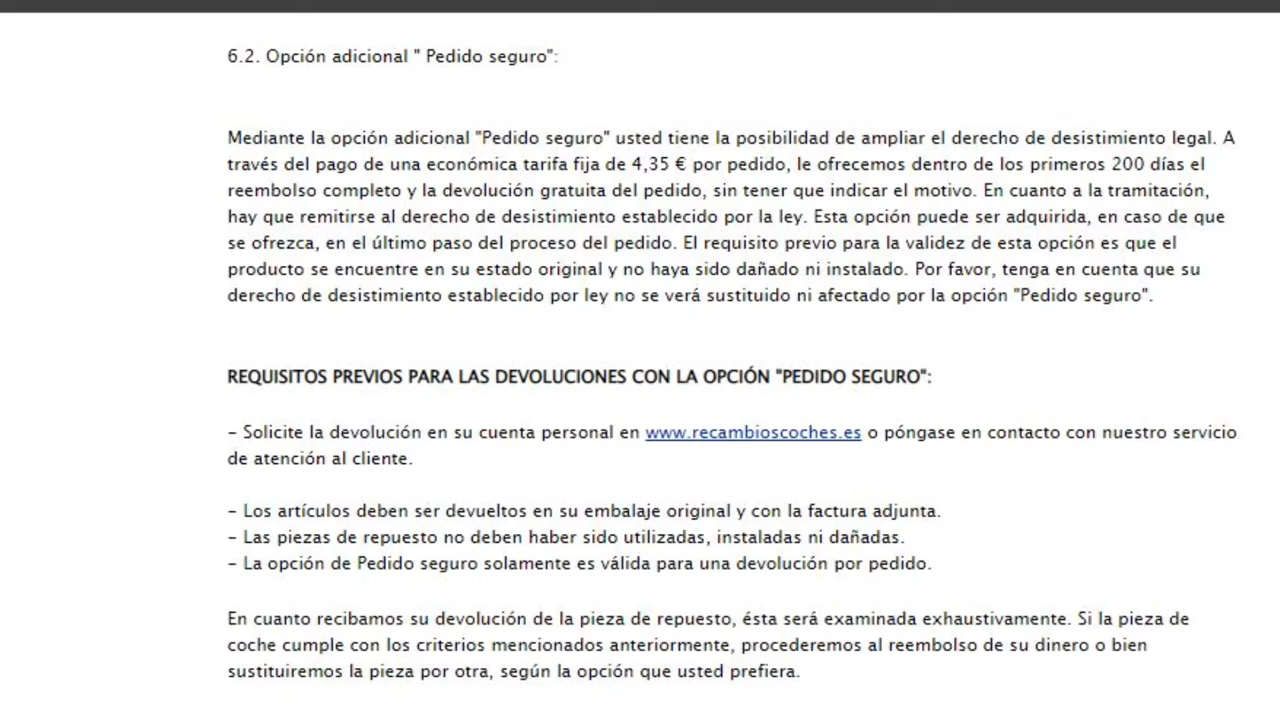 6.2. Opción adicional " Pedido seguro":
Mediante la opción adicional "Pedido seguro" usted tiene la posibilidad de ampliar el derecho de desistimiento legal. A
través del pago de una económica tarifa fija de 4,35 € por pedido, le ofrecemos dentro de los primeros 200 días el
reembolso completo y la devolución gratuita del pedido, sin tener que indicar el motivo. En cuanto a la tramitación,
hay que remitirse al derecho de desistimiento establecido por la ley. Esta opción puede ser adquirida, en caso de que
se ofrezca, en el último paso del proceso del pedido. El requisito previo para la validez de esta opción es que el
producto se encuentre en su estado original y no haya sido dañado ni instalado. Por favor, tenga en cuenta que su
derecho de desistimiento establecido por ley no se verá sustituido ni afectado por la opción "Pedido seguro".
REQUISITOS PREVIOS PARA LAS DEVOLUCIONES CON LA OPCIÓN "PEDIDO SEGURO":
– Solicite la devolución en su cuenta personal en www.recambioscoches.es o póngase en contacto con nuestro servicio
de atención al cliente.
– Los artículos deben ser devueltos en su embalaje original y con la factura adjunta.
– Las piezas de repuesto no deben haber sido utilizadas, instaladas ni dañadas.
– La opción de Pedido seguro solamente es válida para una devolución por pedido.
En cuanto recibamos su devolución de la pieza de repuesto, ésta será examinada exhaustivamente. Si la pieza de
coche cumple con los criterios mencionados anteriormente, procederemos al reembolso de su dinero o bien
sustituiremos la pieza por otra, según la opción que usted prefiera.